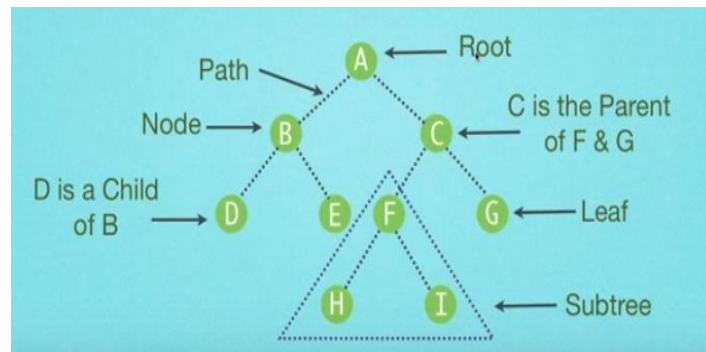 Root
A
Path
C is the Parent
of F & G
Node
B
C
D is a Child
of B
D
E
F
G
Leaf
H
I
Subtree